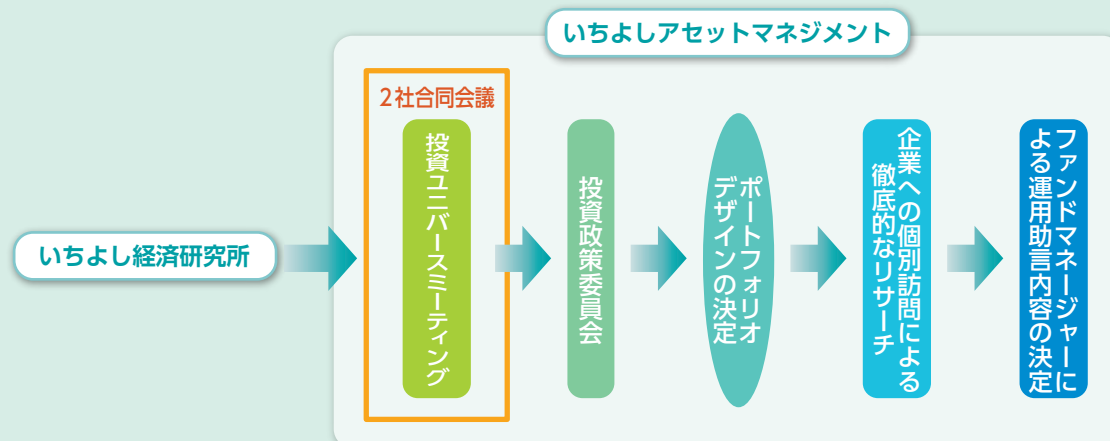 いちよしアセットマネジメント
2社合同会議
いちよし経済研究所
投資ユニバースミーティング
投資政策委員会
ポートフォリオ
デザインの決定
企業への個別訪問による
徹底的なリサーチ
ファンドマネージャーに
よる運用助言内容の決定